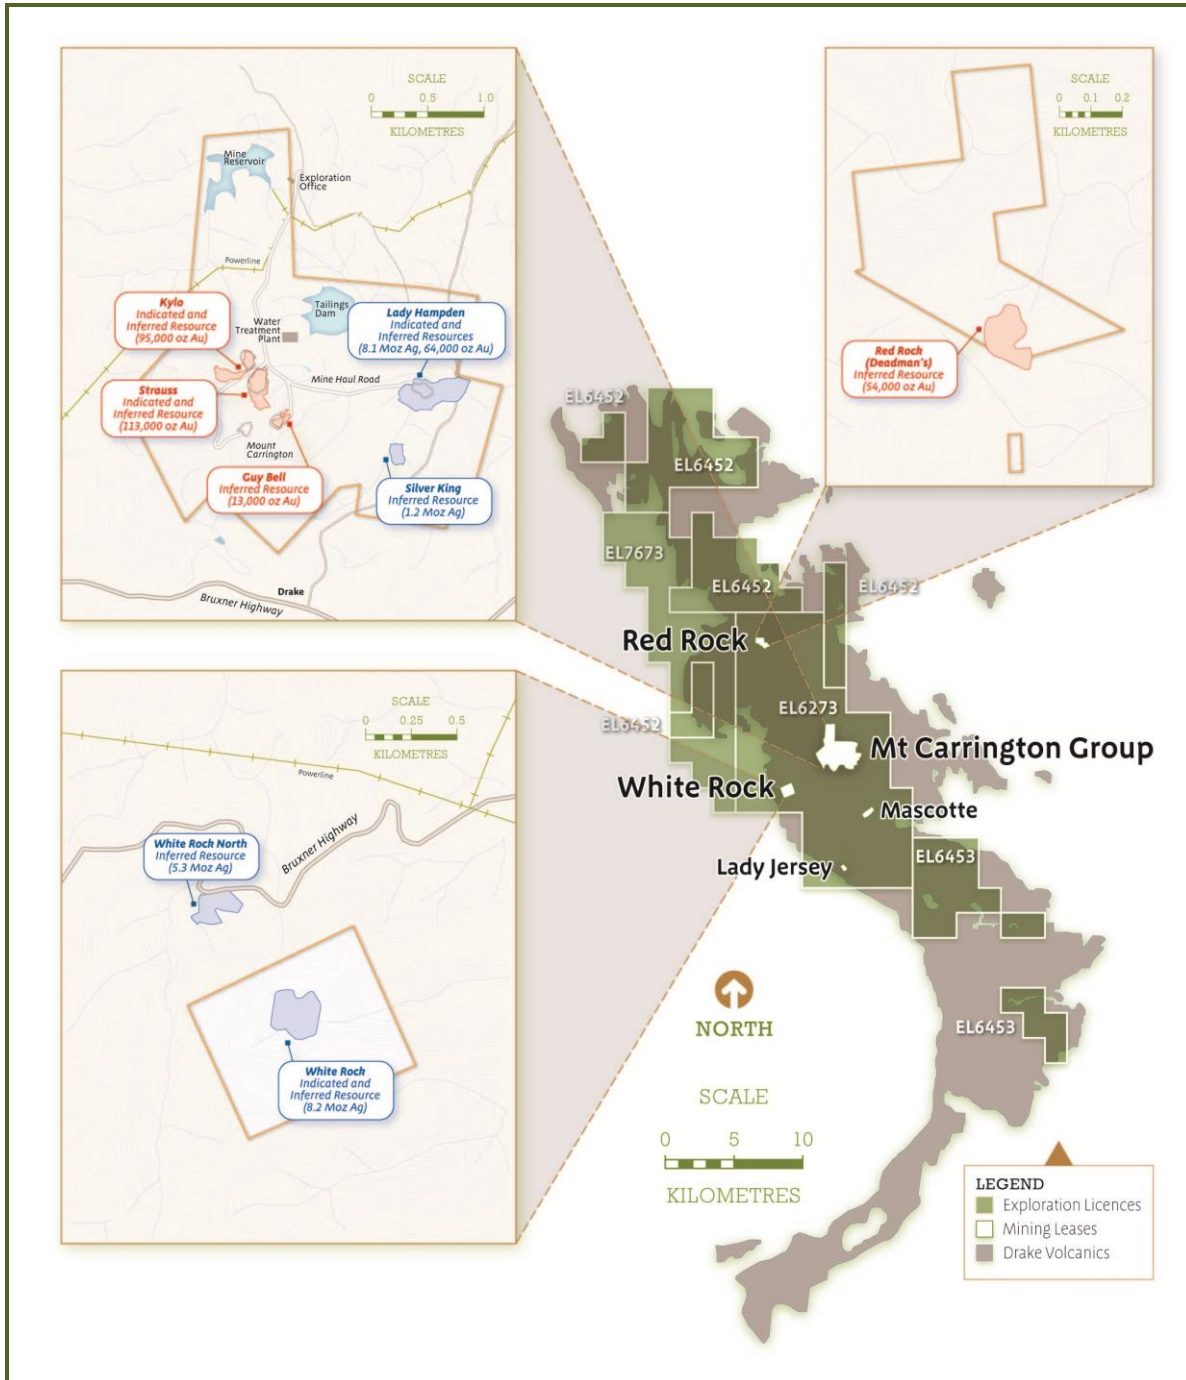 SCALE
0 0.5 1.0
KILOMETRES
Mine
Reservoir
Exploration
Office
Powerline
Kylo
Indicated and
Inferred Resource
(95,000 oz Au)
Tailings
Dam
Water
Treatment
Plant
Lady Hampden
Indicated and
Inferred Resources
(8.1 Moz Ag, 64,000 oz Au)
Mine Haul Road
Strauss
Indicated and
Inferred Resource
(113,000 oz Au)
Mount
Carrington
Guy Bell
Inferred Resource
(13,000 oz Au)
Silver King
Inferred Resource
(1.2 Moz Ag)
Drake
Bruxner Highway
SCALE
0 0.1 0.2
KILOMETRES
Red Rock
(Deadman's)
Inferred Resource
(54,000 oz Au)
SCALE
0 0.25 0.5
KILOMETRES
Powerline
Bruxner Highway
White Rock North
Inferred Resource
(5.3 Moz Ag)
White Rock
Indicated and
Inferred Resource
(8.2 Moz Ag)
EL6452
EL6452
EL7673
EL6452
EL6452
Red Rock
EL6273
EL6452
Mt Carrington Group
White Rock
Mascotte
Lady Jersey
EL6453
EL6453
NORTH
SCALE
0 5 10
KILOMETRES
LEGEND
Exploration Licences
Mining Leases
Drake Volcanics